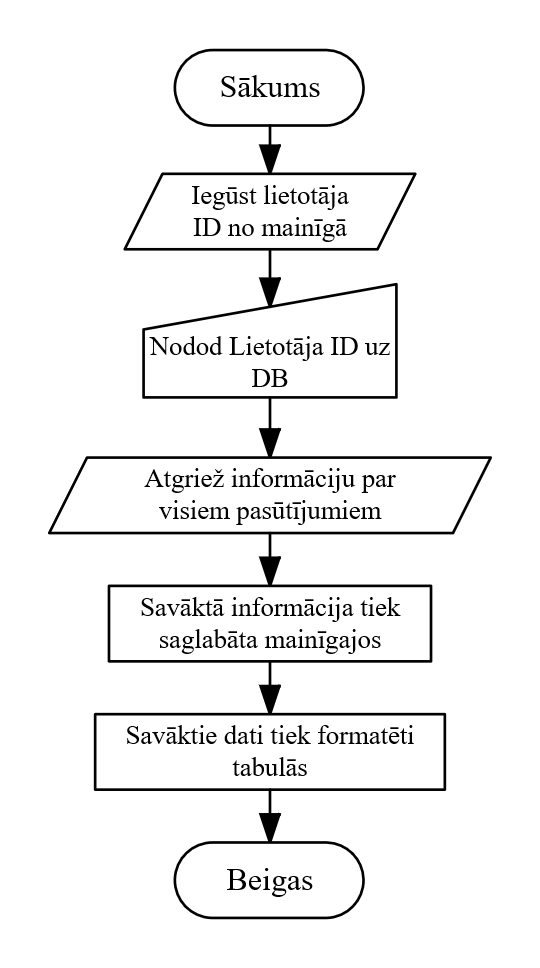 Sākums
Iegūst lietotāja
ID no mainīgā
Nodod Lietotāja ID uz
DB
Atgriež informāciju par
visiem pasūtījumiem
Savāktā informācija tiek
saglabāta mainīgajos
Savāktie dati tiek formatēti
tabulās
Beigas